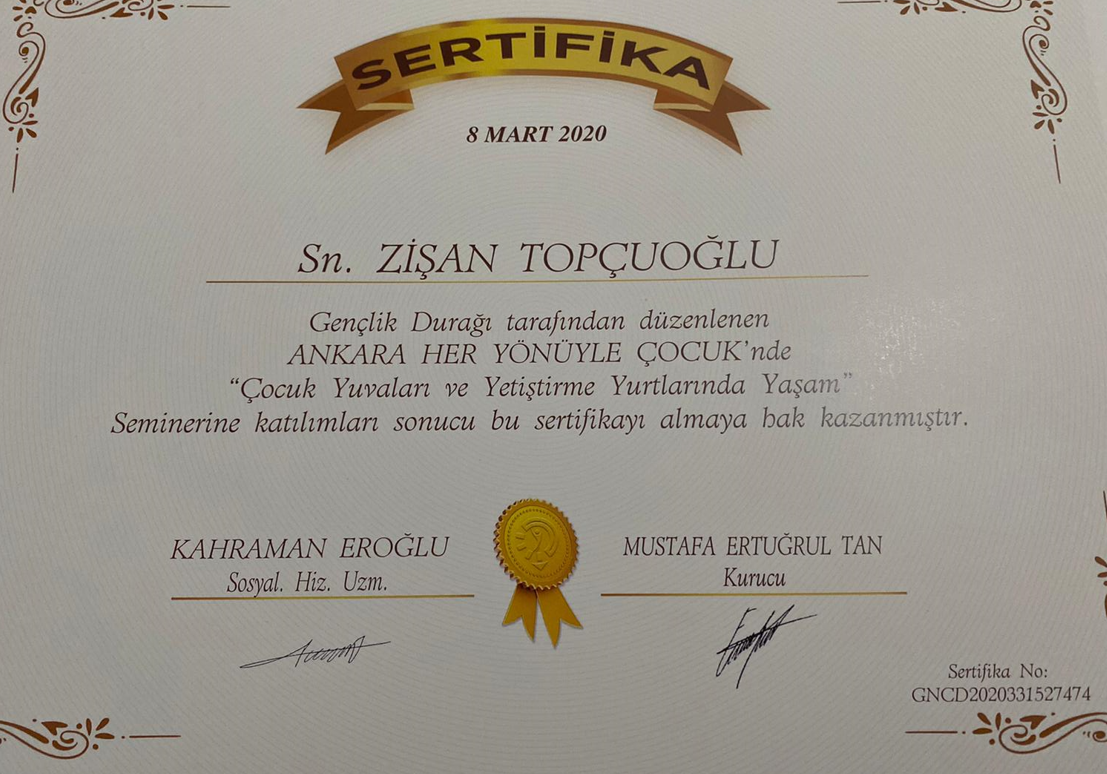 SERTİFİKA
8 MART 2020
Sn. ZİŞAN TOPÇUOĞLU
Gençlik Durağı tarafından düzenlenen
ANKARA HER YÖNÜYLE ÇOCUK’nde
“Çocuk Yuvaları ve Yetiştirme Yurtlarında Yaşam”
Seminerine katılımları sonucu bu sertifikayı almaya hak kazanmıştır.
KAHRAMAN EROĞLU
Sosyal. Hiz. Uzm.
MUSTAFA ERTUĞRUL TAN
Kurucu
Sertifika No:
GNCD2020331527474